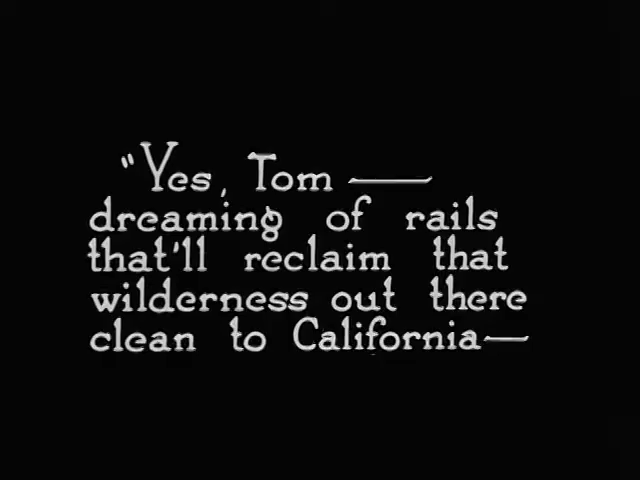 "Yes, Tom —
dreaming of rails
that'll reclaim that
wilderness out there
clean to California—